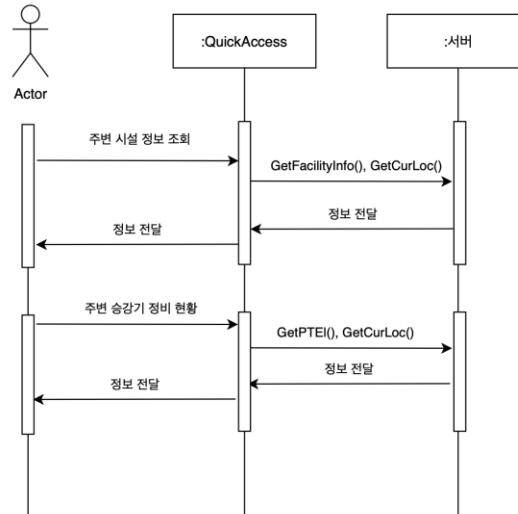 :QuickAccess
:서버
Actor
주변 시설 정보 조회
GetFacilityInfo(), GetCurLoc()
정보 전달
정보 전달
주변 승강기 정비 현황
GetPTEI(), GetCurLoc()
정보 전달
정보 전달